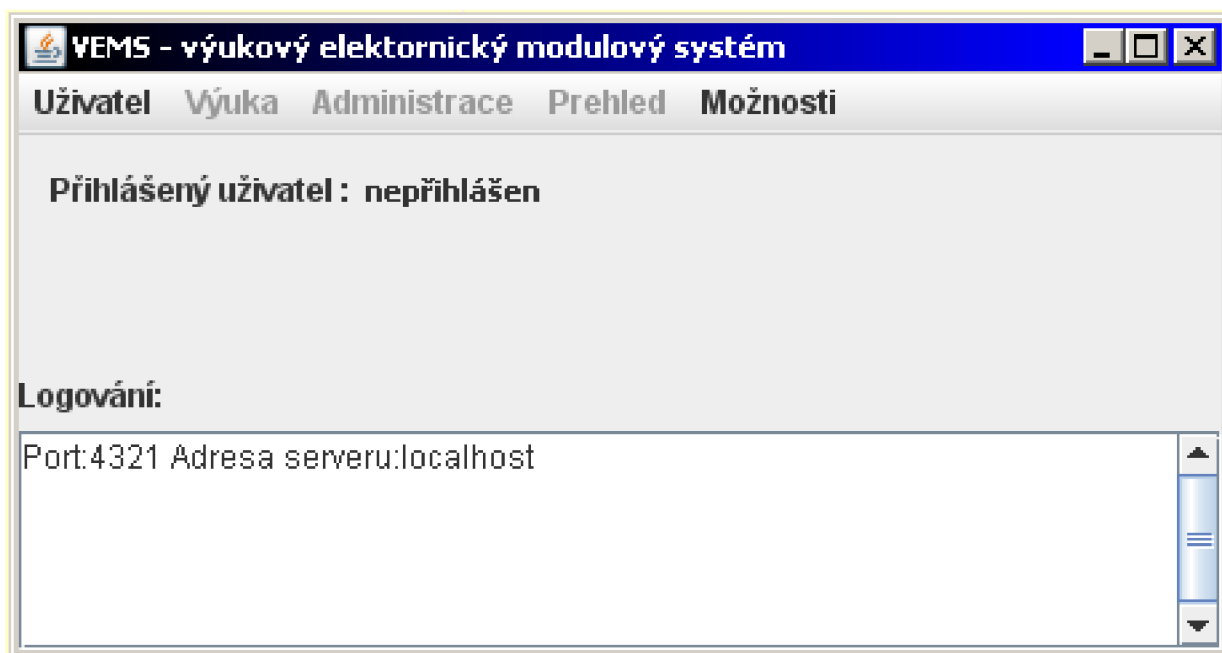 VEMS - výukový elektornický modulový systém
Uživatel Výuka Administrace Prehled Možnosti
Přihlášený uživatel : nepřihlášen
Logování:
Port:4321 Adresa serveru:localhost